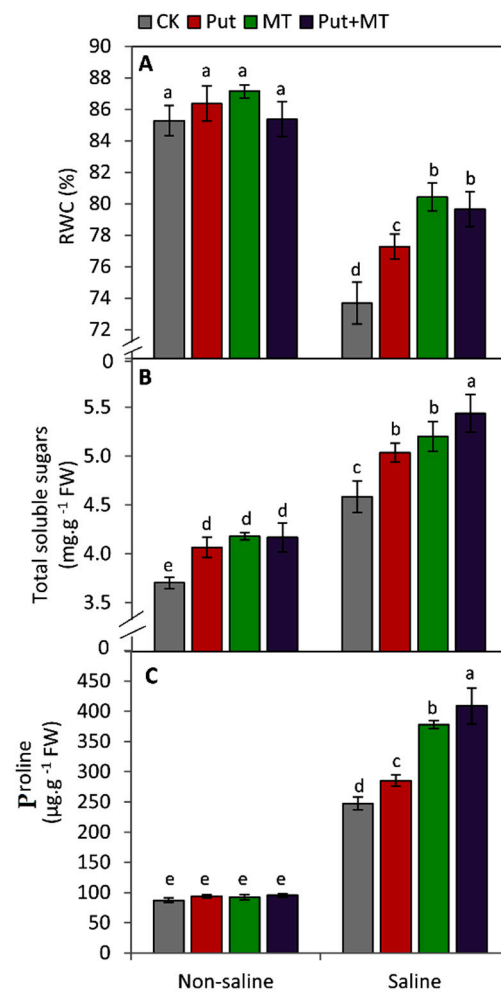 CK Put MT Put+MT
A
RWC (%)
90
88
86
84
82
80
78
76
74
72
0
a a a a
d c b b
B
Total soluble sugars
(mg.g -1 FW)
5.5
5.0
4.5
4.0
3.5
0
e d d d
c b b a
C
Proline
(µg.g -1 FW)
450
400
350
300
250
200
150
100
50
0
e e e e
d c b a
Non-saline Saline